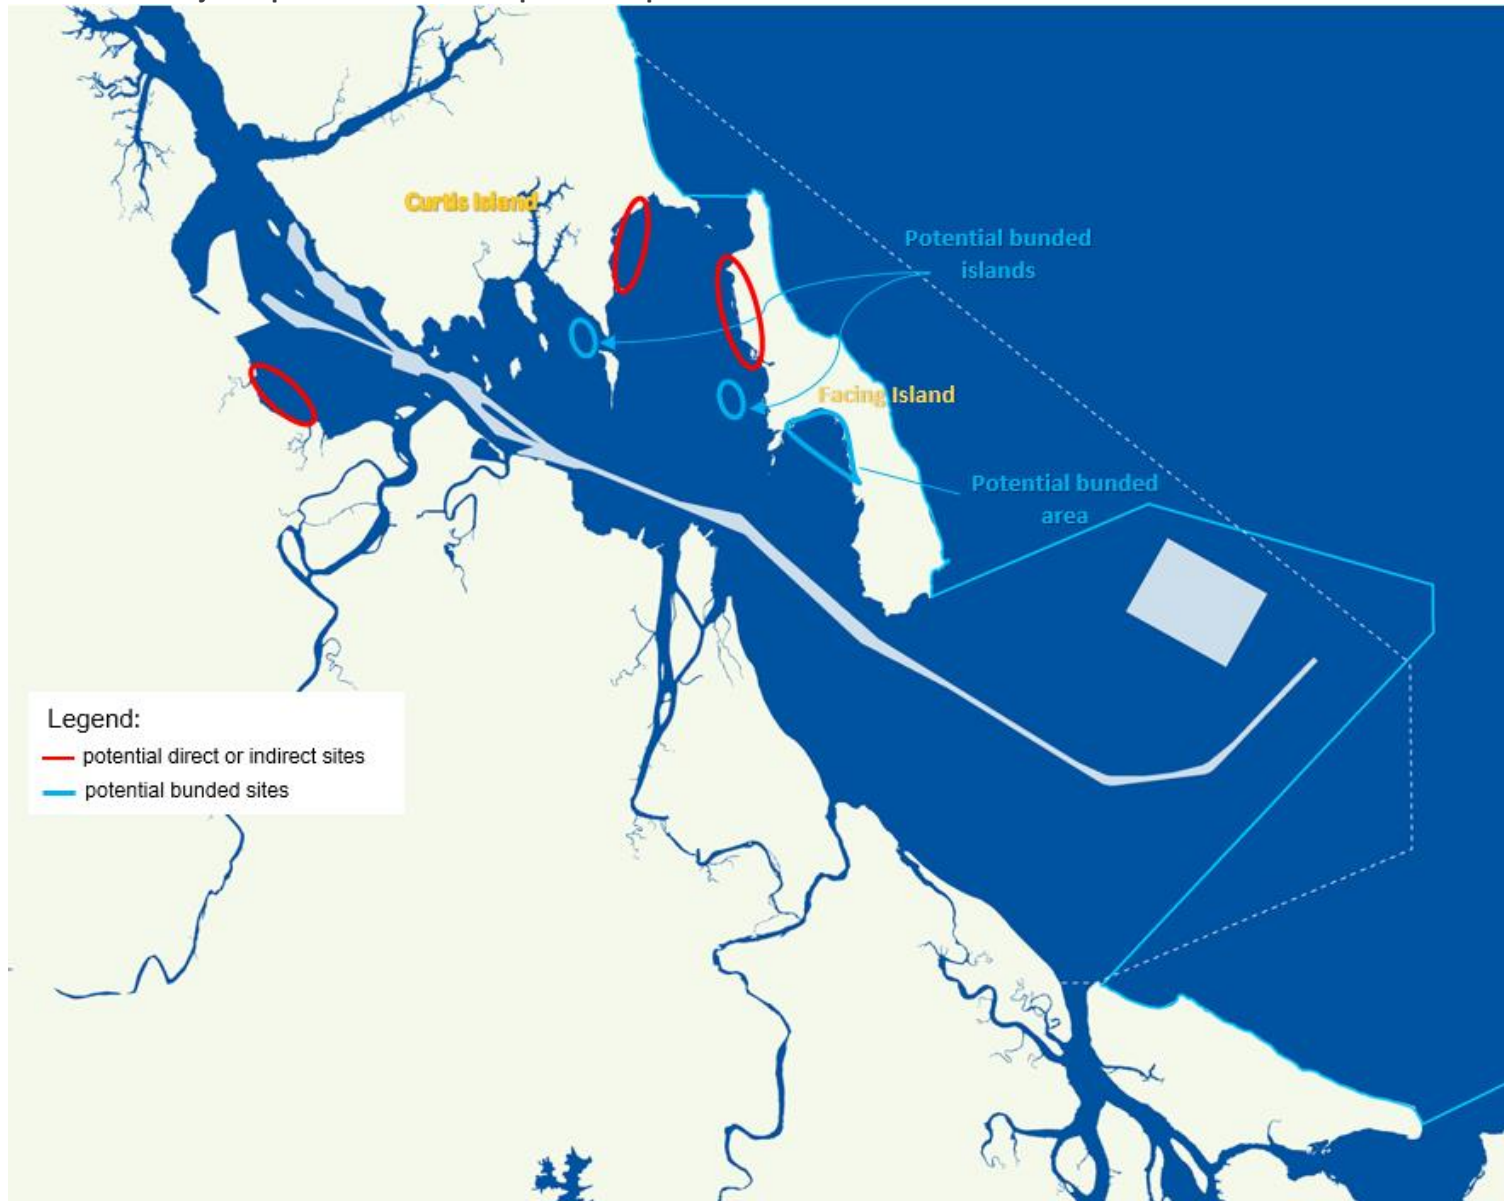 Curtis Island
Potential bunded
islands
Facing Island
Potential bunded
area
Legend:
potential direct or indirect sites
potential bunded sites